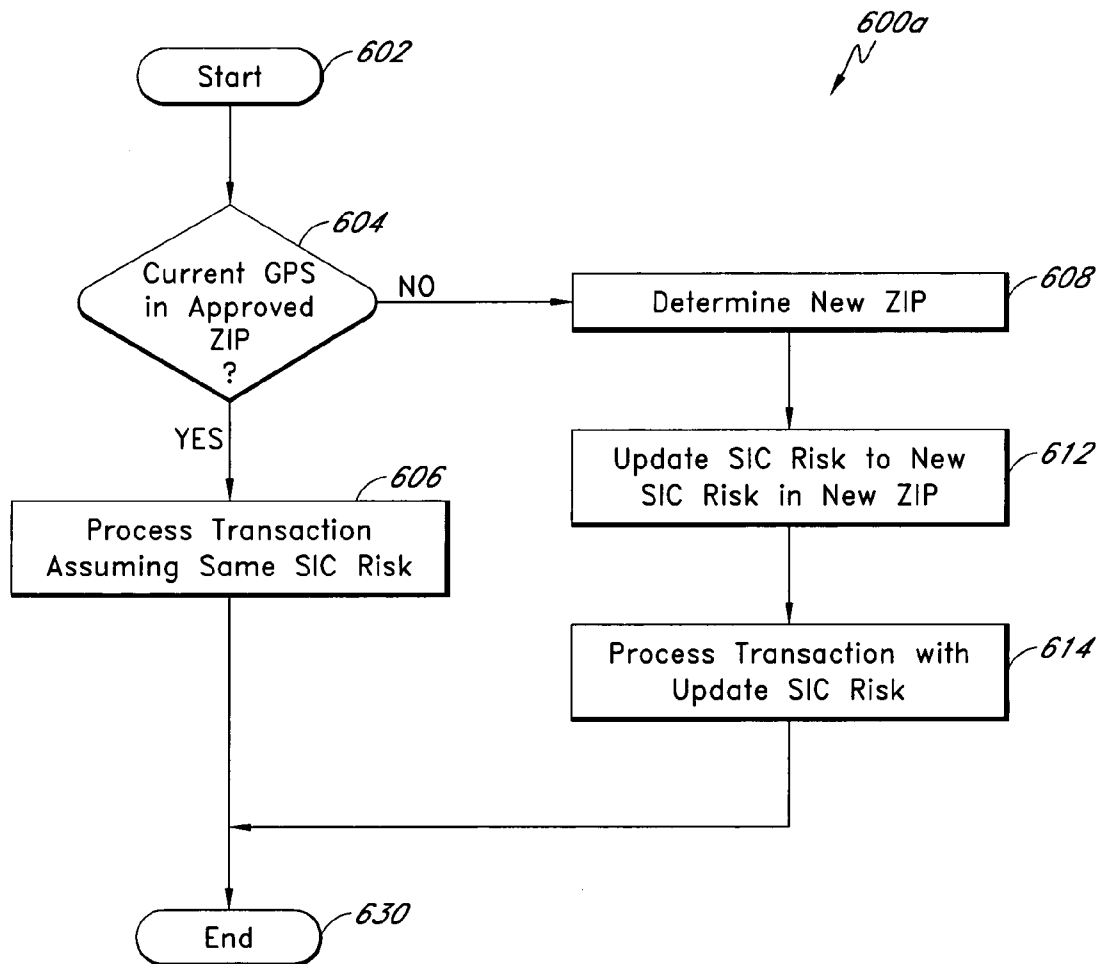 600a
602
Start
604
Current GPS
in Approved
ZIP
?
NO
YES
608
Determine New ZIP
612
Update SIC Risk to New
SIC Risk in New ZIP
606
Process Transaction
Assuming Same SIC Risk
614
Process Transaction with
Update SIC Risk
630
End